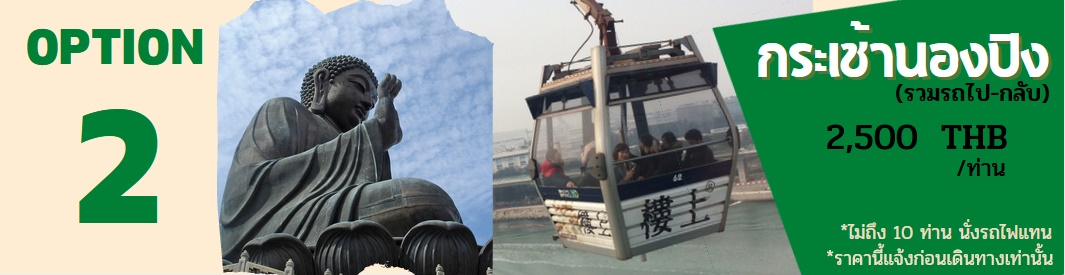 OPTION
2
กระเช้านองปิง
(รวมรถไป-กลับ)
2,500 THB
/ท่าน
*ไม่ถึง 10 ท่าน นั่งรถไฟแทน
*ราคานี้แจ้งก่อนเดินทางเท่านั้น
62
樓上®